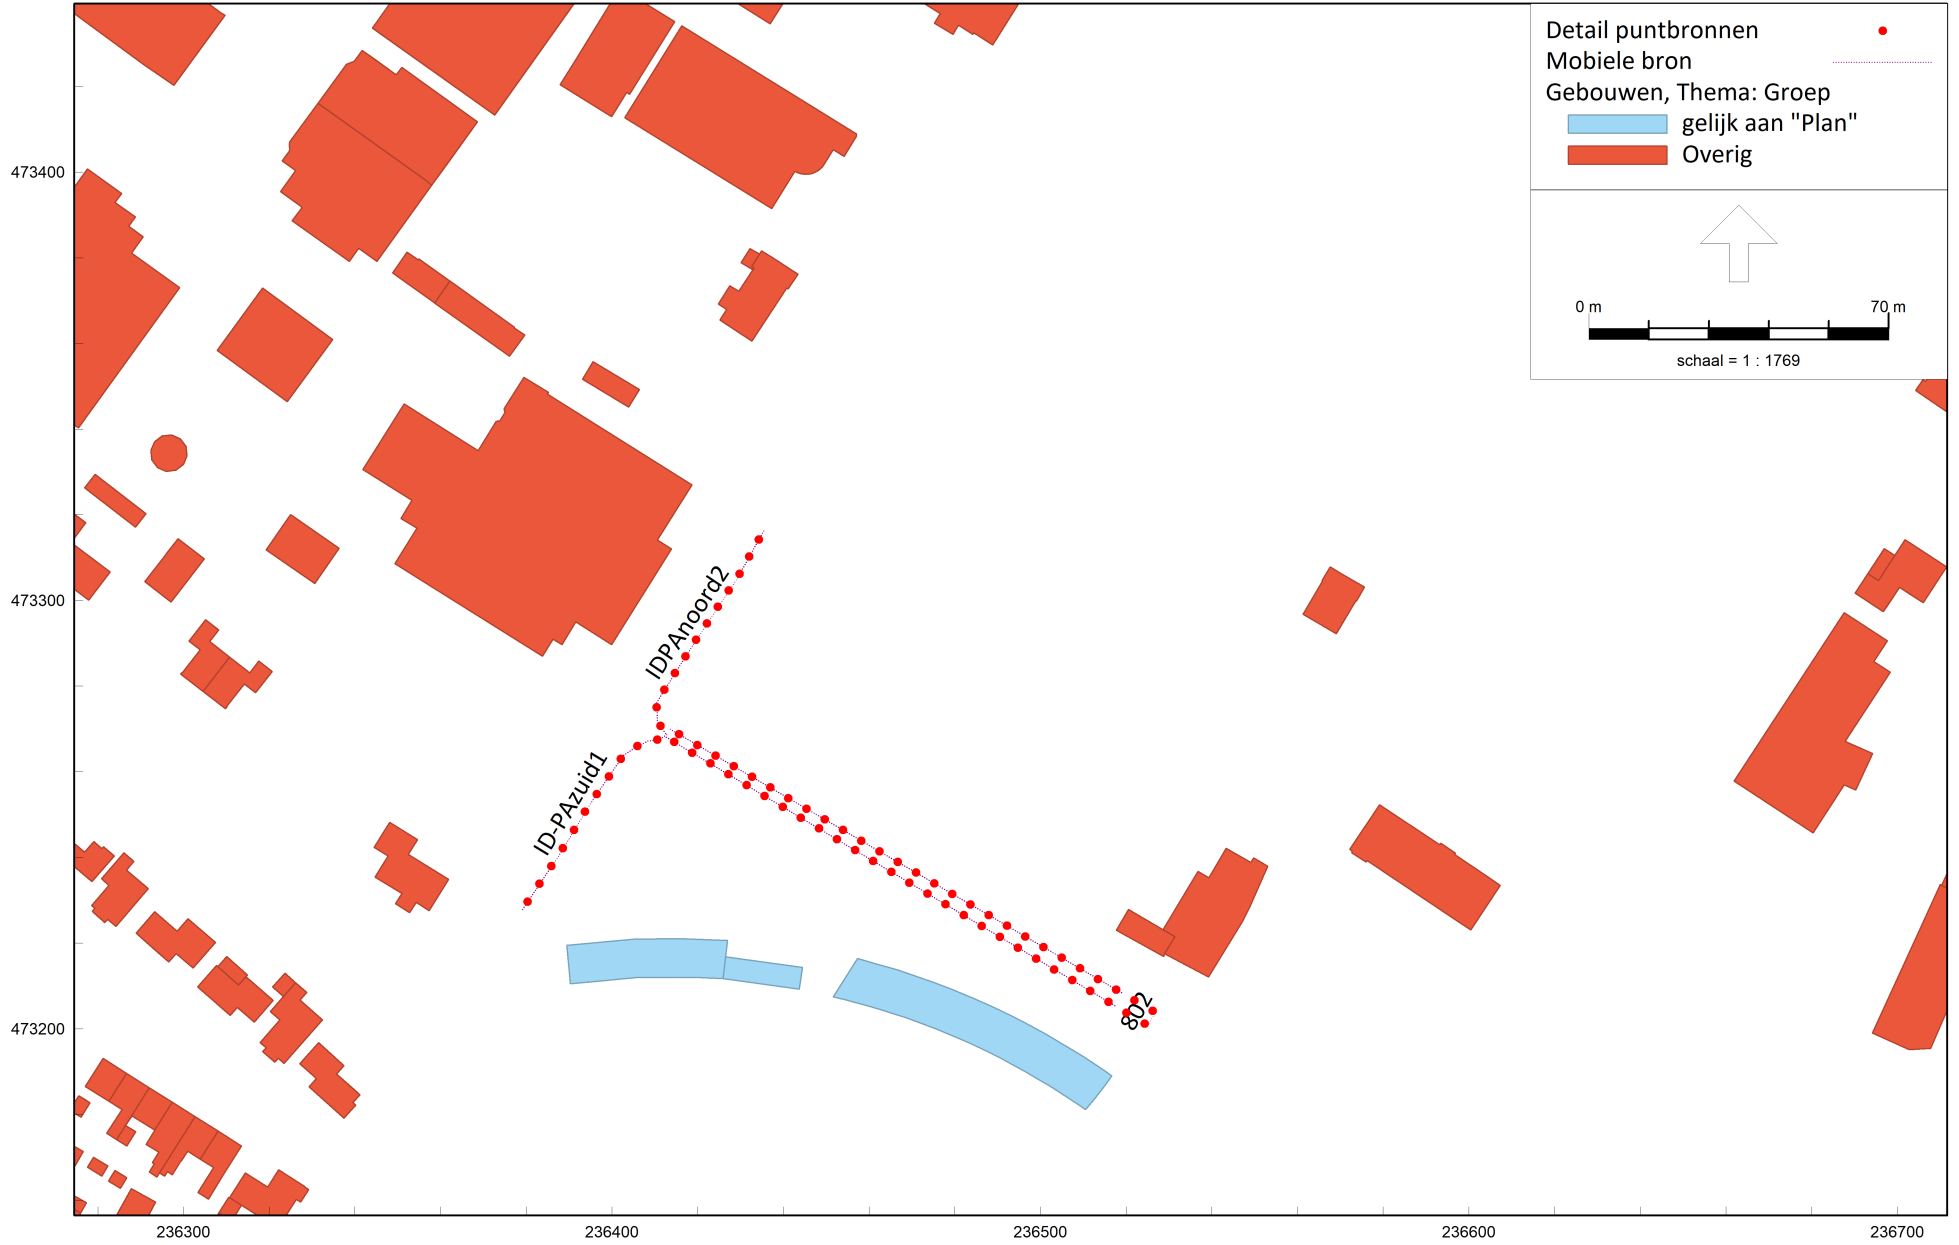 Detail puntbronnen
Mobiele bron
Gebouwen, Thema: Groep
gelijk aan "Plan"
Overig
0 m
70 m
schaal = 1 : 1769
473400
473300
473200
IDPAnoord2
ID-PAzuid1
802
236300
236400
236500
236600
236700